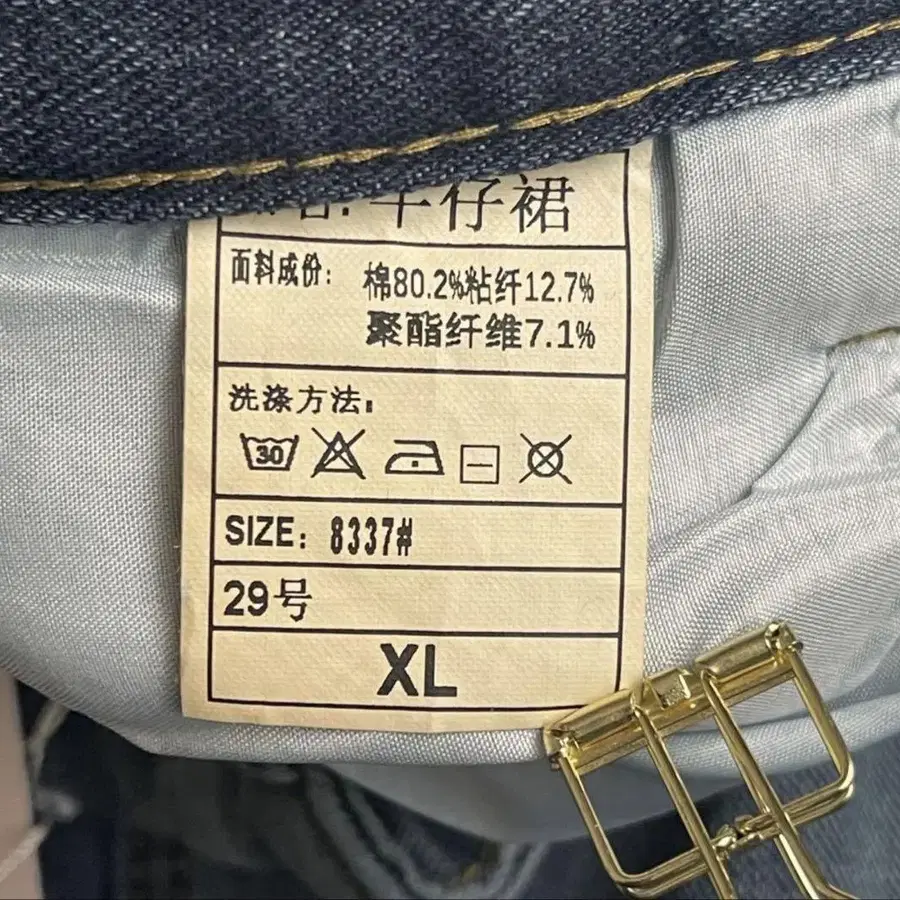 牛仔裙
面料成份: 棉80.2%粘纤12.7%
聚酯纤维7.1%
洗涤方法:
30
SIZE: 8337#
29号
XL